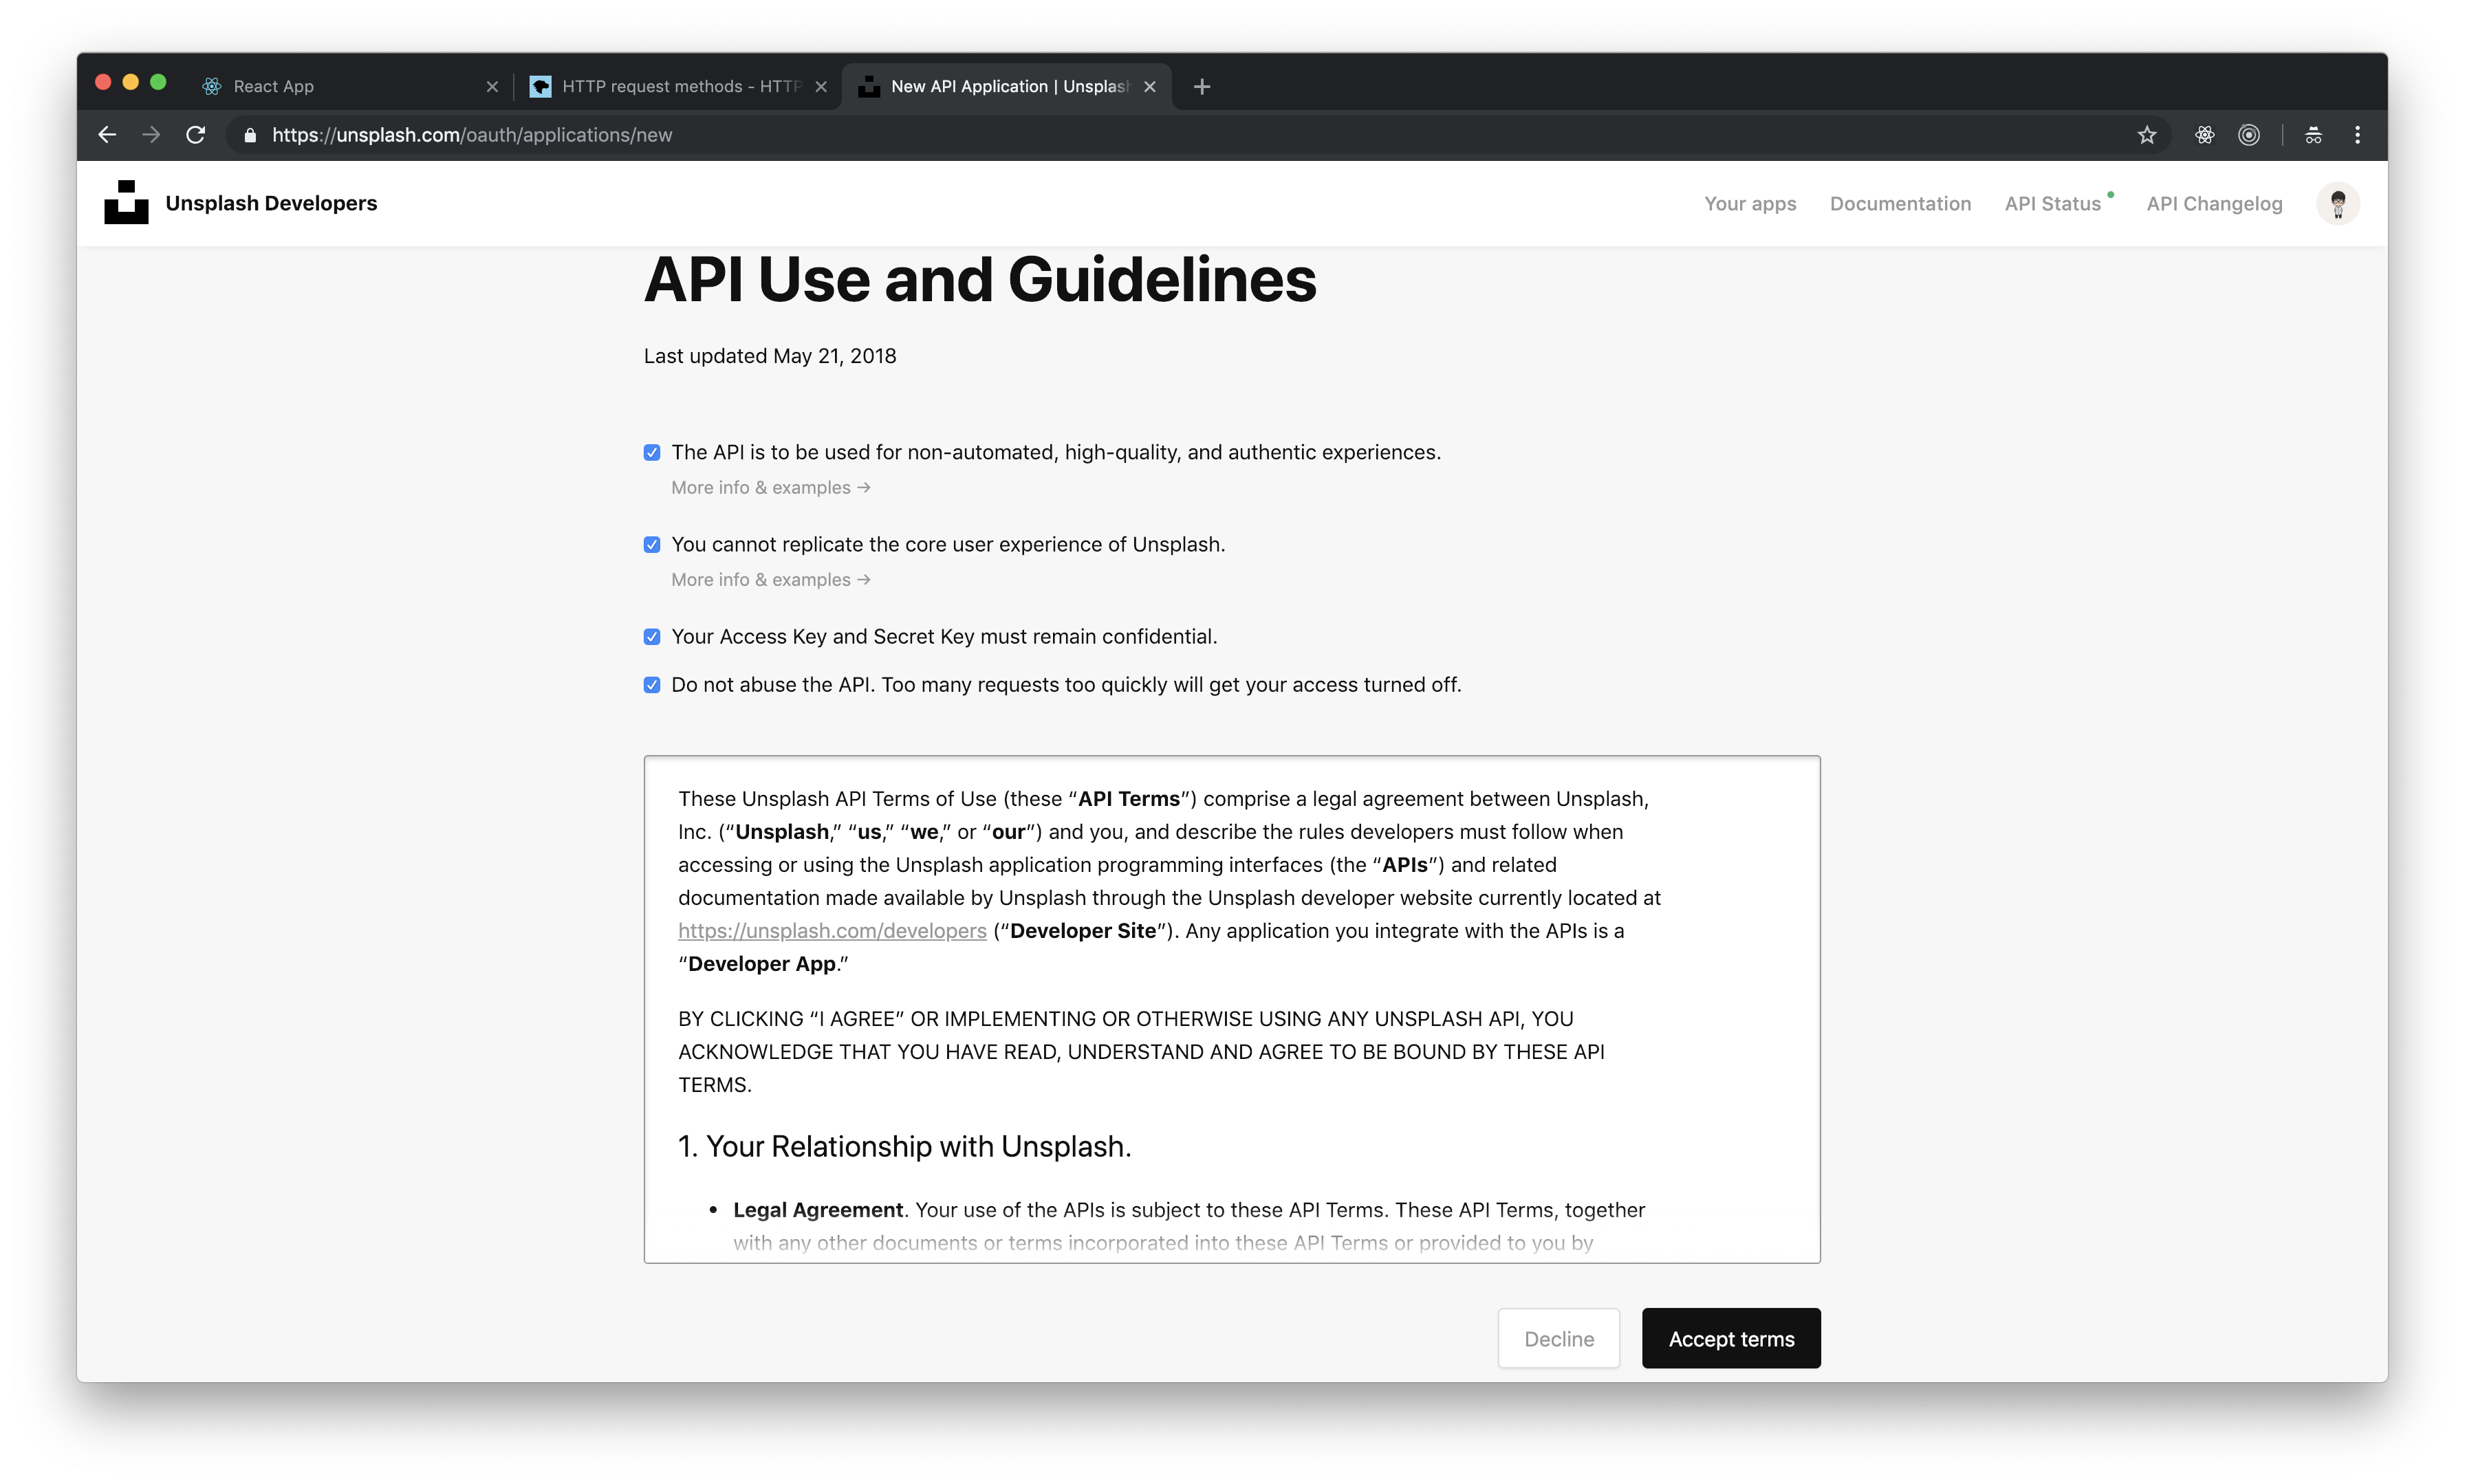 React App
HTTP request methods - HTTP
New API Application | Unsplash
https://unsplash.com/oauth/applications/new
Unsplash Developers
Your apps
Documentation
API Status
API Changelog
API Use and Guidelines
Last updated May 21, 2018
The API is to be used for non-automated, high-quality, and authentic experiences.
More info & examples →
You cannot replicate the core user experience of Unsplash.
More info & examples →
Your Access Key and Secret Key must remain confidential.
Do not abuse the API. Too many requests too quickly will get your access turned off.
These Unsplash API Terms of Use (these “API Terms”) comprise a legal agreement between Unsplash,
Inc. (“Unsplash,” “us,” “we,” or “our”) and you, and describe the rules developers must follow when
accessing or using the Unsplash application programming interfaces (the “APIs”) and related
documentation made available by Unsplash through the Unsplash developer website currently located at
https://unsplash.com/developers (“Developer Site”). Any application you integrate with the APIs is a
“Developer App.”
BY CLICKING “I AGREE” OR IMPLEMENTING OR OTHERWISE USING ANY UNSPLASH API, YOU
ACKNOWLEDGE THAT YOU HAVE READ, UNDERSTAND AND AGREE TO BE BOUND BY THESE API
TERMS.
1. Your Relationship with Unsplash.
• Legal Agreement. Your use of the APIs is subject to these API Terms. These API Terms, together
with any other documents or terms incorporated into these API Terms or provided to you by
Decline
Accept terms